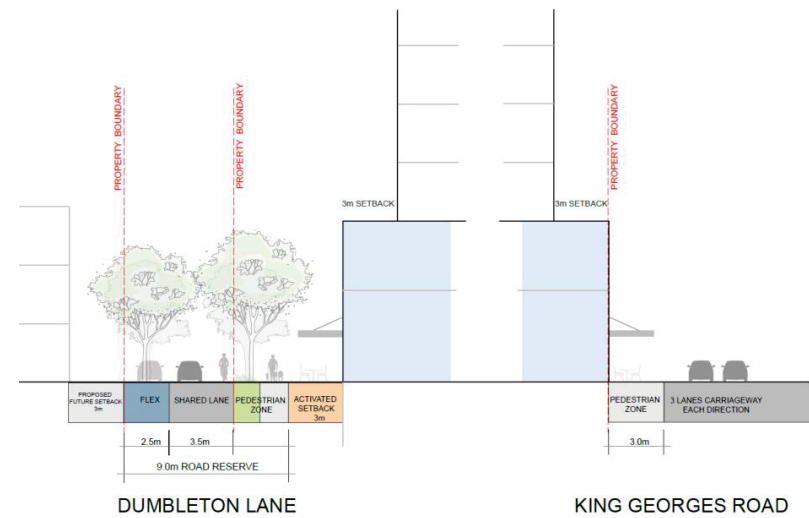 PROPERTY BOUNDARY
PROPERTY BOUNDARY
PROPERTY BOUNDARY
3m SETBACK
3m SETBACK
PROPOSED
FUTURE SETBACK
3m
FLEX
SHARED LANE
PEDESTRIAN
ZONE
ACTIVATED
SETBACK
3m
PEDESTRIAN
ZONE
3 LANES CARRIAGEWAY
EACH DIRECTION
2.5m
3.5m
3.0m
9.0m ROAD RESERVE
DUMBLETON LANE
KING GEORGES ROAD